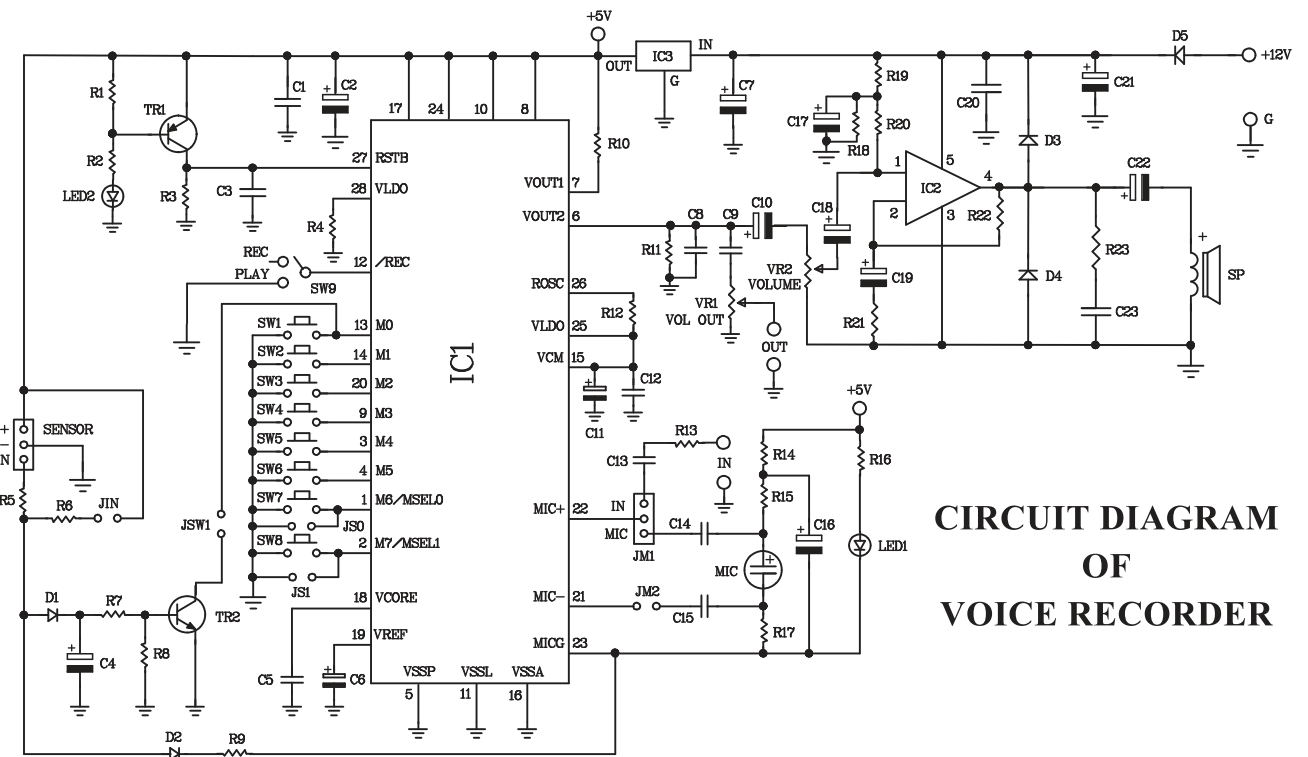 +5V
D5
IC3
IN
OUT
G
+12V
R1
TR1
C1
C2
C7
R19
C20
C21
17
24
10
8
C17
R20
R18
G
R10
D3
R2
27
RSTB
1
5
IC2
4
C22
LED2
R3
C3
28
VLDO
VOUT1
7
2
3
R22
+
VOUT2
6
C8
C9
C10
C18
R4
R11
R23
REC
12
/REC
PLAY
SW9
VR2
VOLUME
C19
D4
SP
ROSC
26
VR1
VOL OUT
R12
R21
C23
SW1
13
M0
VLDO
25
OUT
SW2
14
M1
IC1
VCM
15
SW3
20
M2
C12
SW4
9
M3
C11
+5V
+
SENSOR
SW5
3
M4
R13
−
C13
IN
R14
R16
N
SW6
4
M5
R5
R6
JIN
SW7
1
M6/MSEL0
MIC+
22
IN
R15
JSW1
JS0
MIC
C14
C16
SW8
2
M7/MSEL1
JM1
LED1
MIC
JS1
18
VCORE
MIC-
21
JM2
C15
D1
R7
TR2
19
VREF
R17
R8
MICG
23
C4
C5
C6
VSSP
VSSL
VSSA
5
11
16
D2
R9
CIRCUIT DIAGRAM
OF
VOICE RECORDER